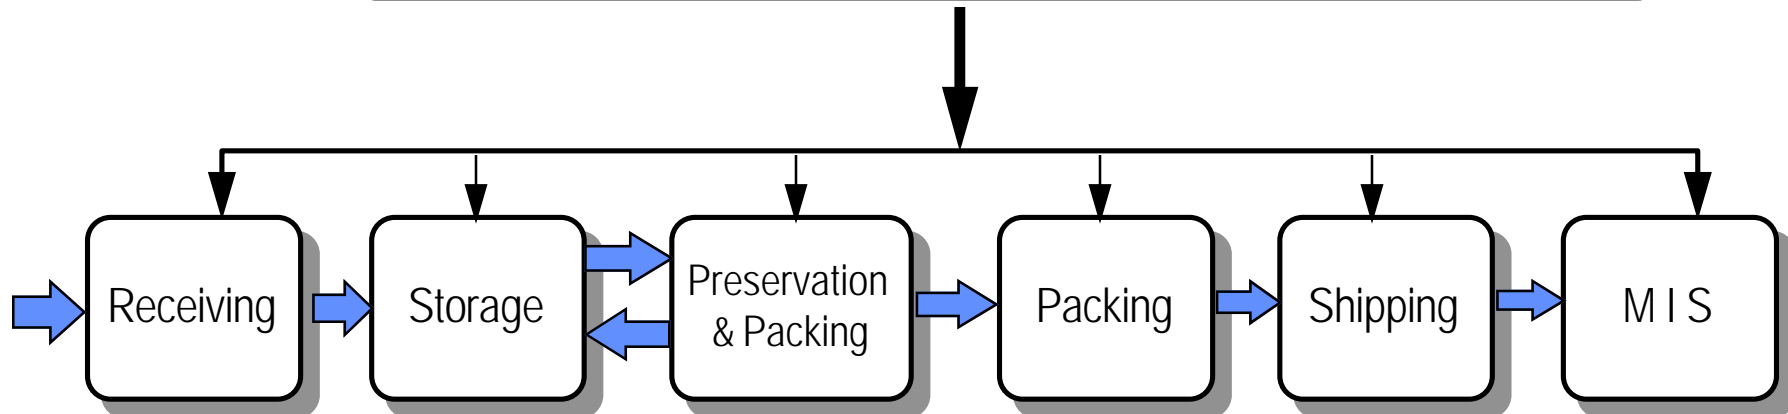 Receiving
Storage
Preservation
& Packing
Packing
Shipping
M I S